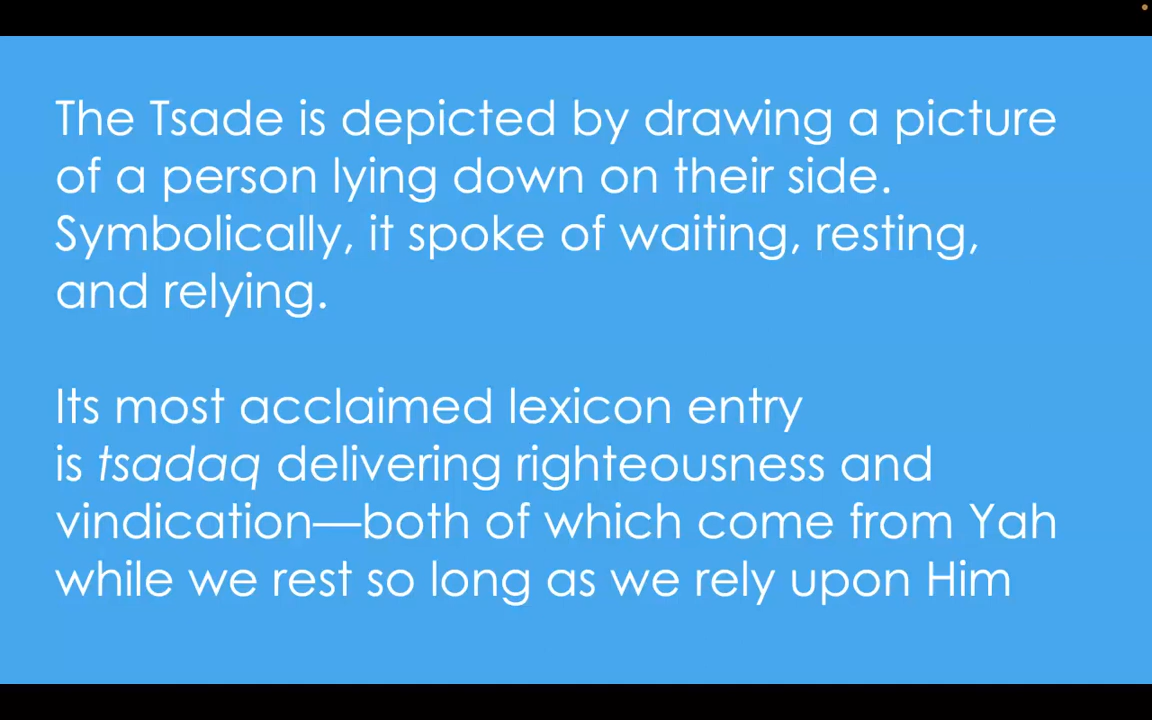 The Tsade is depicted by drawing a picture
of a person lying down on their side.
Symbolically, it spoke of waiting, resting,
and relying.
Its most acclaimed lexicon entry
is tsadaq delivering righteousness and
vindication—both of which come from Yah
while we rest so long as we rely upon Him